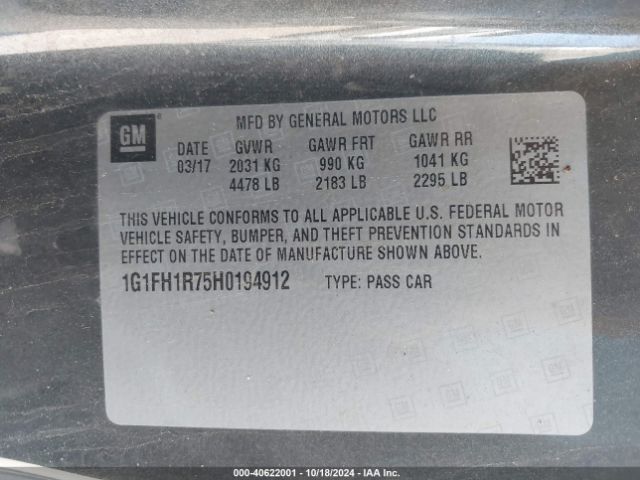 GM
MFD BY GENERAL MOTORS LLC
DATE GVWR GAWR FRT GAWR RR
03/17 2031 KG 990 KG 1041 KG
4478 LB 2183 LB 2295 LB
THIS VEHICLE CONFORMS TO ALL APPLICABLE U.S. FEDERAL MOTOR
VEHICLE SAFETY, BUMPER, AND THEFT PREVENTION STANDARDS IN
EFFECT ON THE DATE OF MANUFACTURE SHOWN ABOVE.
1G1FH1R75H0194912 TYPE: PASS CAR
000-40622001 - 10/18/2024 - IAA Inc.